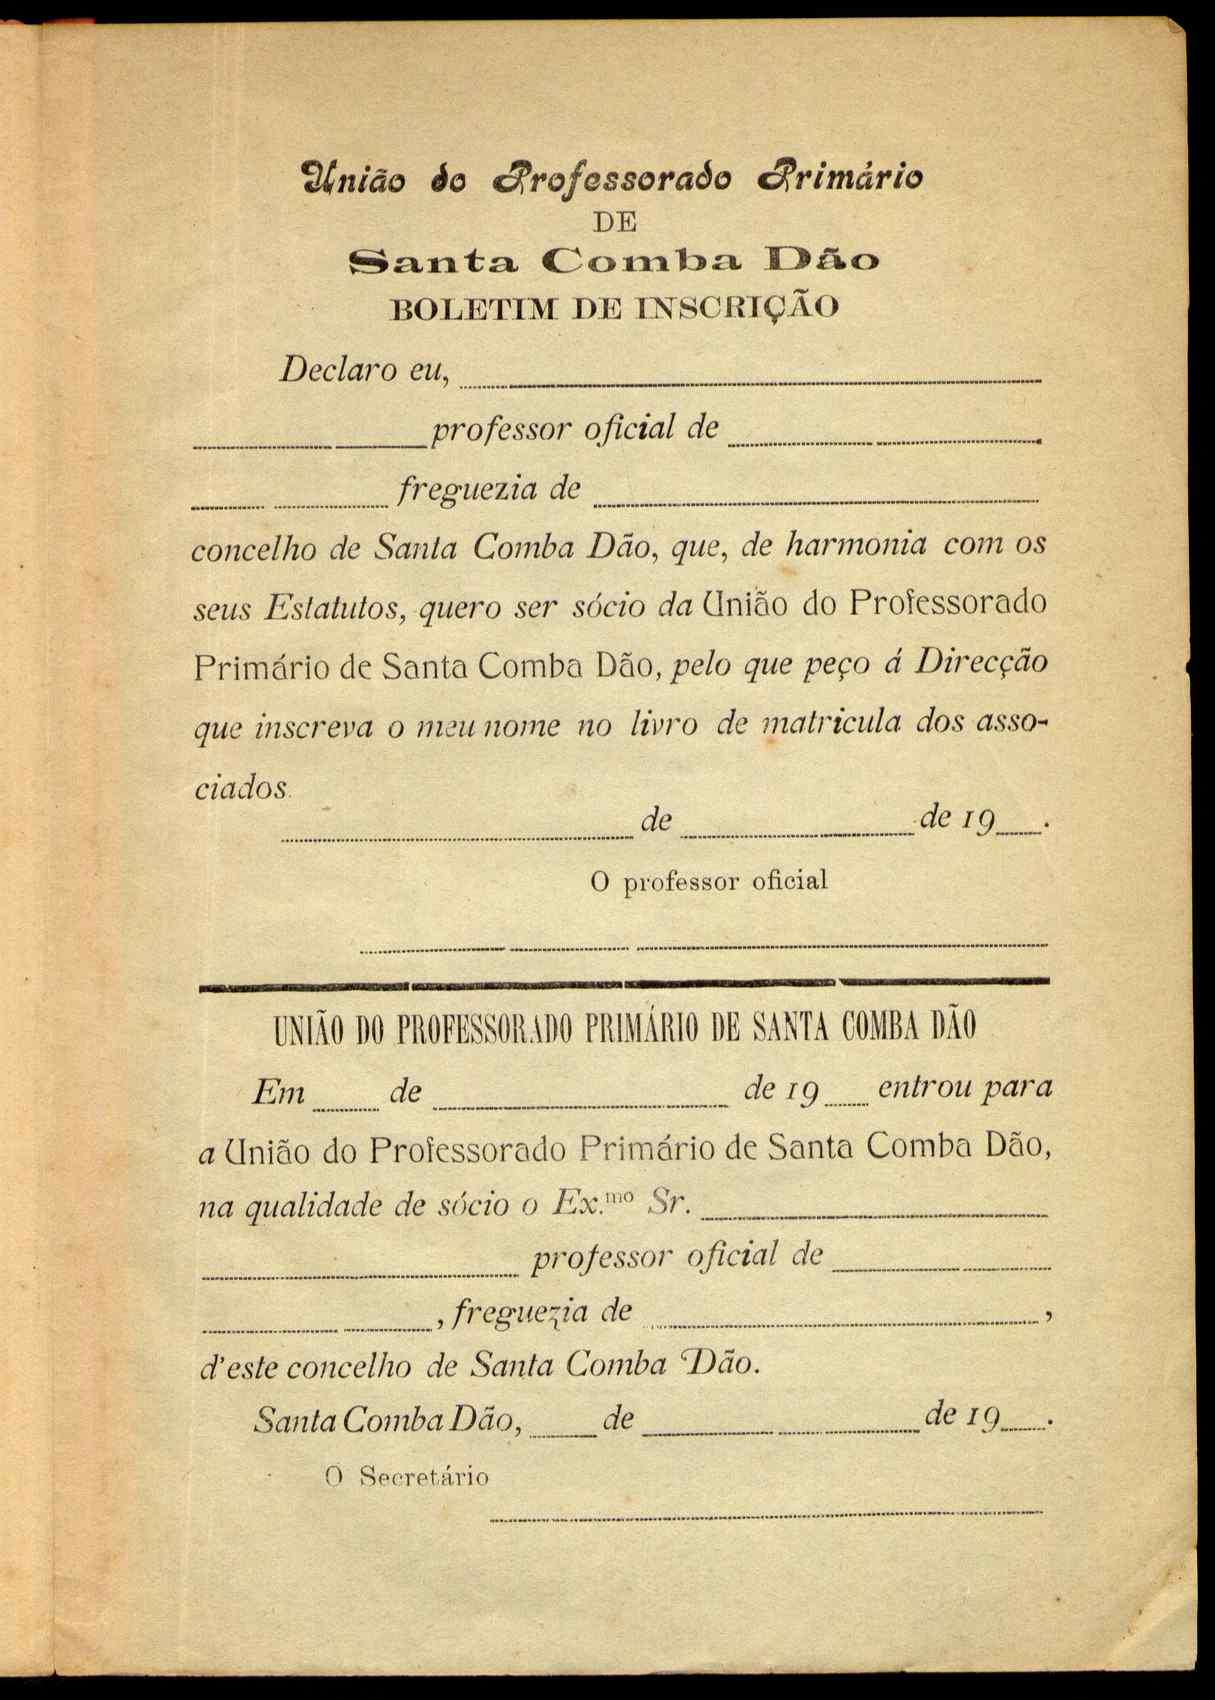 União do Professorado Primário
DE
Santa Comba Dão
BOLETIM DE INSCRIÇÃO
Declaro eu,
professor oficial de
freguezia de
concelho de Santa Comba Dão, que, de harmonia com os
seus Estatutos, quero ser sócio da União do Professorado
Primário de Santa Comba Dão, pelo que peço á Direcção
que inscreva o meu nome no livro de matricula dos asso-
ciados.
de de 19 .
O professor oficial
UNIÃO DO PROFESSORADO PRIMÁRIO DE SANTA COMBA DÃO
Em de de 19 entrou para
a União do Professorado Primário de Santa Comba Dão,
na qualidade de sócio o Ex.mo Sr.
professor oficial de
, freguezia de ,
d'este concelho de Santa Comba Dão.
Santa Comba Dão, de de 19 .
O Secretário